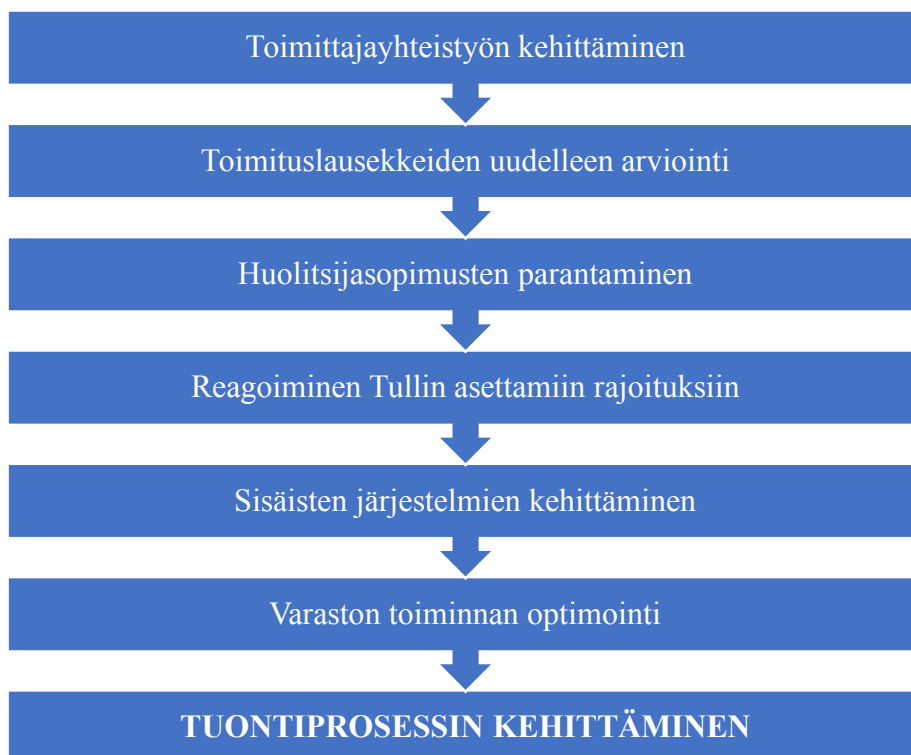 Toimittajayhteistyön kehittäminen
Toimituslausekkeiden uudelleen arviointi
Huolitsijasopimusten parantaminen
Reagoiminen Tullin asettamiin rajoituksiin
Sisäisten järjestelmien kehittäminen
Varaston toiminnan optimointi
TUONTIPROSESSIN KEHITTÄMINEN